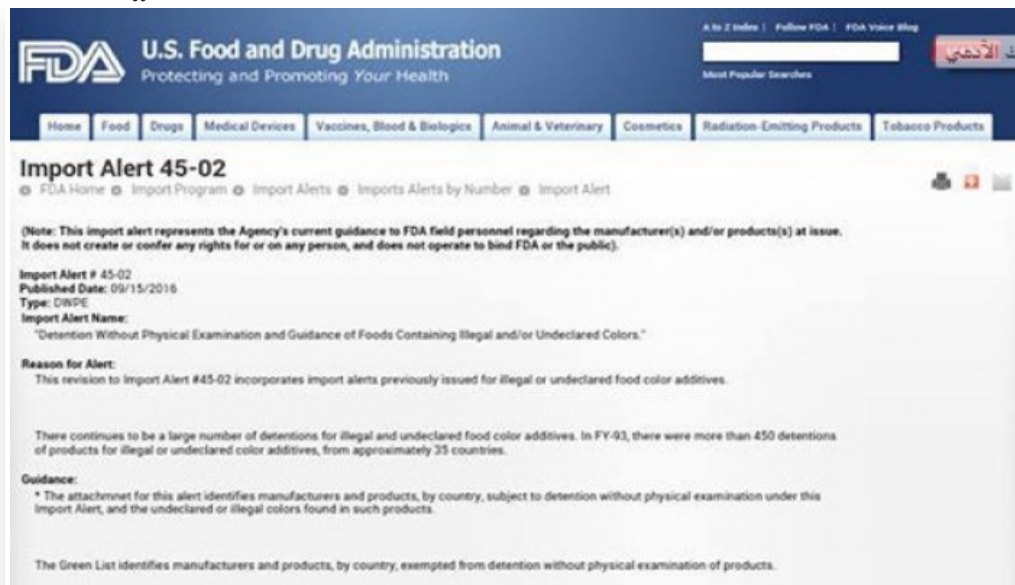 A to Z Index | Follow FDA | FDA Voice Blog
FDA U.S. Food and Drug Administration
Protecting and Promoting Your Health
Most Popular Searches
Home Food Drugs Medical Devices Vaccines, Blood & Biologics Animal & Veterinary Cosmetics Radiation-Emitting Products Tobacco Products
Import Alert 45-02
FDA Home Import Program Import Alerts Imports Alerts by Number Import Alert
(Note: This import alert represents the Agency's current guidance to FDA field personnel regarding the manufacturer(s) and/or products(s) at issue.
It does not create or confer any rights for or on any person, and does not operate to bind FDA or the public).
Import Alert # 45-02
Published Date: 09/15/2016
Type: DWPE
Import Alert Name:
"Detention Without Physical Examination and Guidance of Foods Containing Illegal and/or Undeclared Colors."
Reason for Alert:
This revision to Import Alert #45-02 incorporates import alerts previously issued for illegal or undeclared food color additives.
There continues to be a large number of detentions for illegal and undeclared food color additives. In FY-93, there were more than 450 detentions
of products for illegal or undeclared color additives, from approximately 35 countries.
Guidance:
* The attachmnet for this alert identifies manufacturers and products, by country, subject to detention without physical examination under this
Import Alert, and the undeclared or illegal colors found in such products.
The Green List identifies manufacturers and products, by country, exempted from detention without physical examination of products.